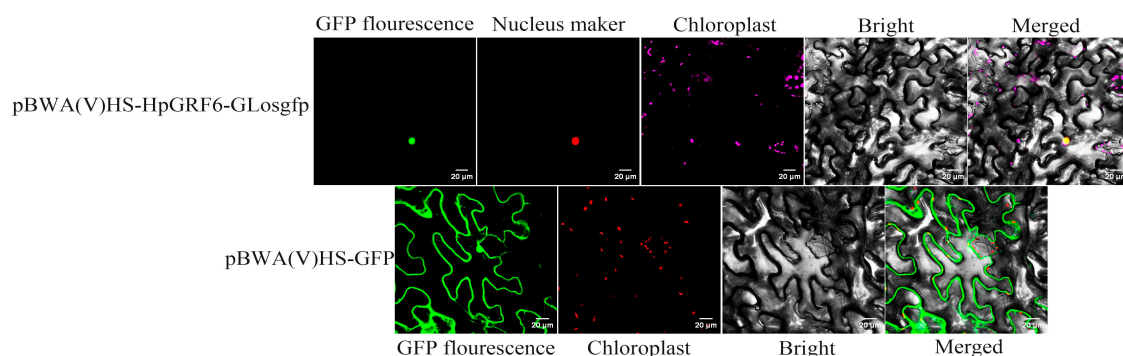 GFP flourescence Nucleus maker Chloroplast Bright Merged
pBWA(V)HS-HpGRF6-GLosgfp
20 μm 20 μm 20 μm 20 μm 20 μm
pBWA(V)HS-GFP
20 μm 20 μm 20 μm 20 μm
GFP flourescence Chloroplast Bright Merged